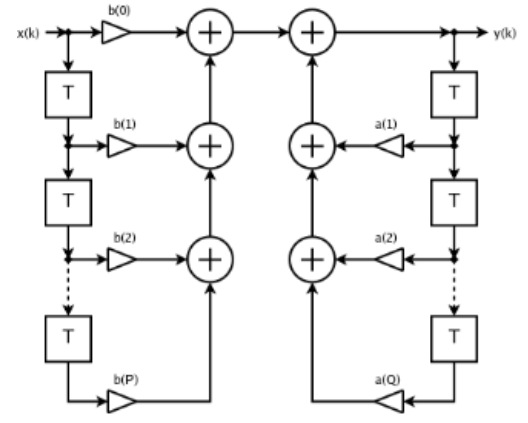 b(0)
x(k) + + y(k)
T T
b(1) a(1)
+ +
T T
b(2) a(2)
+ +
T T
b(P) a(Q)